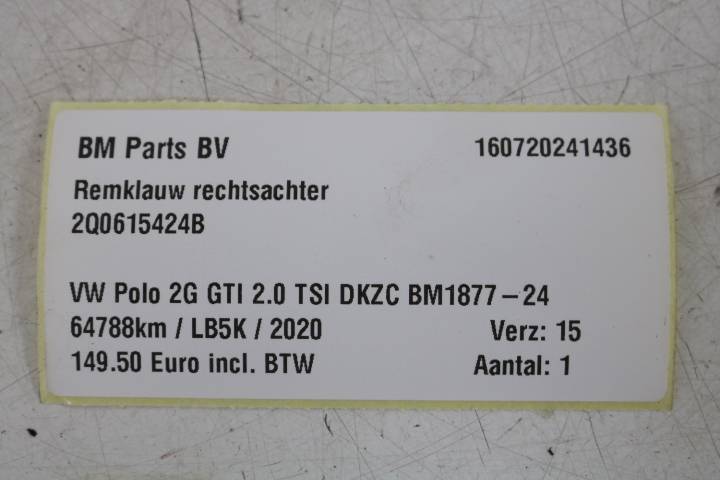 BM Parts BV 160720241436
Remklauw rechtsachter
2Q0615424B
VW Polo 2G GTI 2.0 TSI DKZC BM1877-24
64788km / LB5K / 2020 Verz: 15
149.50 Euro incl. BTW Aantal: 1